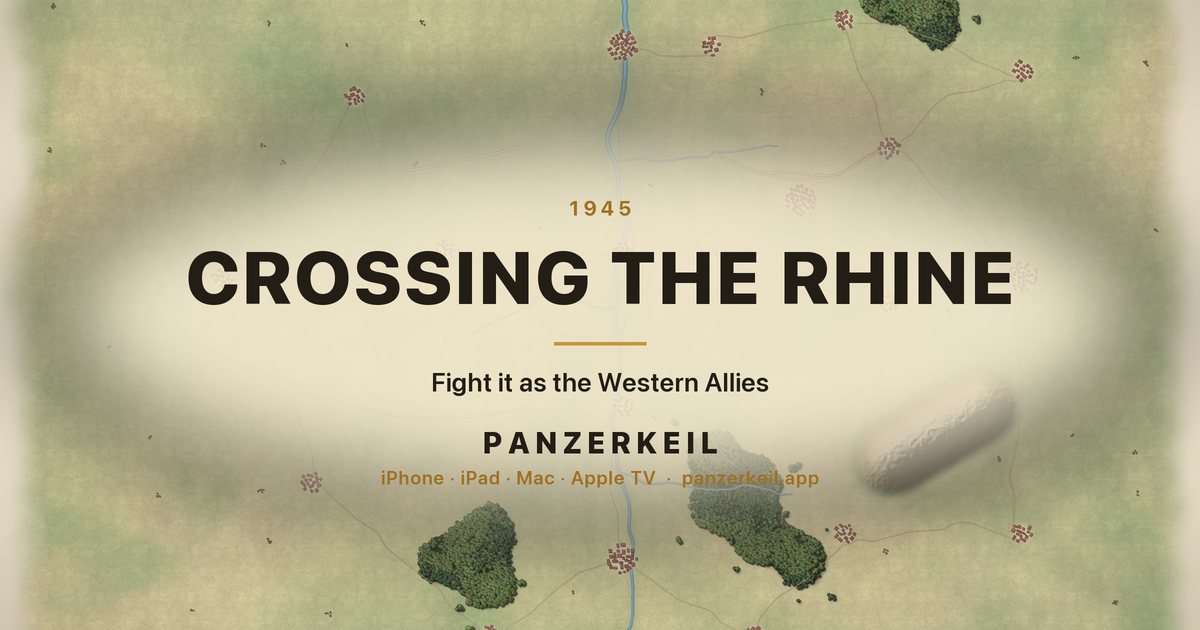 1945
CROSSING THE RHINE
Fight it as the Western Allies
PANZERKEIL
iPhone · iPad · Mac · Apple TV · panzerkeil.app